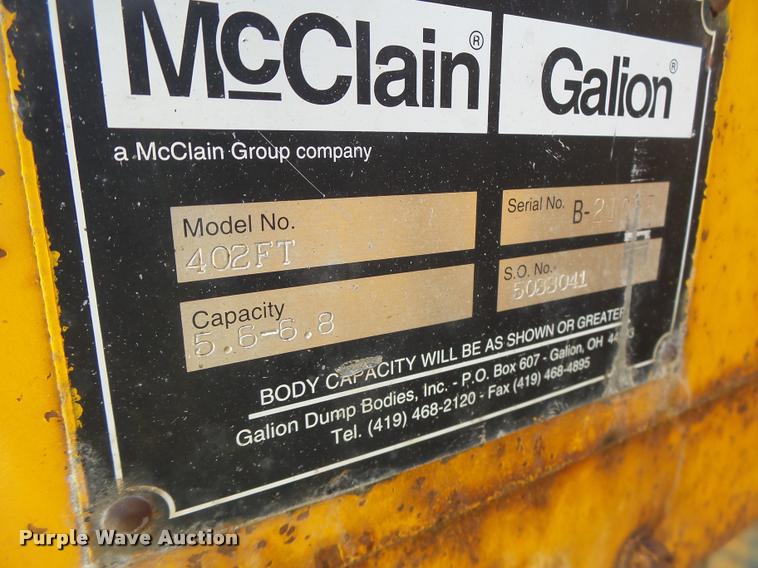 McClain® Galion®
a McClain Group company
Model No.
402FT
Serial No.
Capacity
5.6-6.8
S.O. No.
BODY CAPACITY WILL BE AS SHOWN OR GREATER
Galion Dump Bodies, Inc. - P.O. Box 607 - Galion, OH
Tel. (419) 468-2120 - Fax (419) 468-4895
Purple Wave Auction